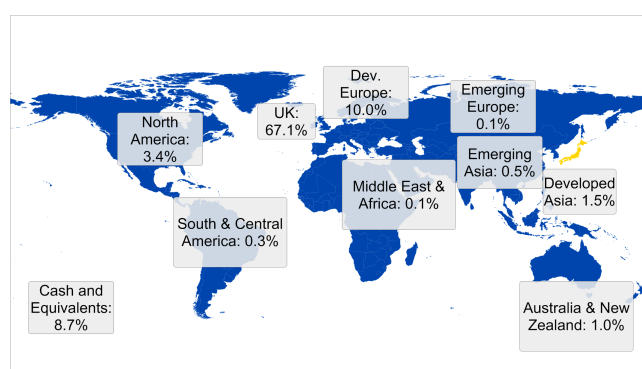 Dev.
Europe:
10.0%
Emerging
Europe:
0.1%
UK:
67.1%
North
America:
3.4%
Emerging
Asia: 0.5%
Middle East &
Africa: 0.1%
Developed
Asia: 1.5%
South & Central
America: 0.3%
Cash and
Equivalents:
8.7%
Australia & New
Zealand: 1.0%